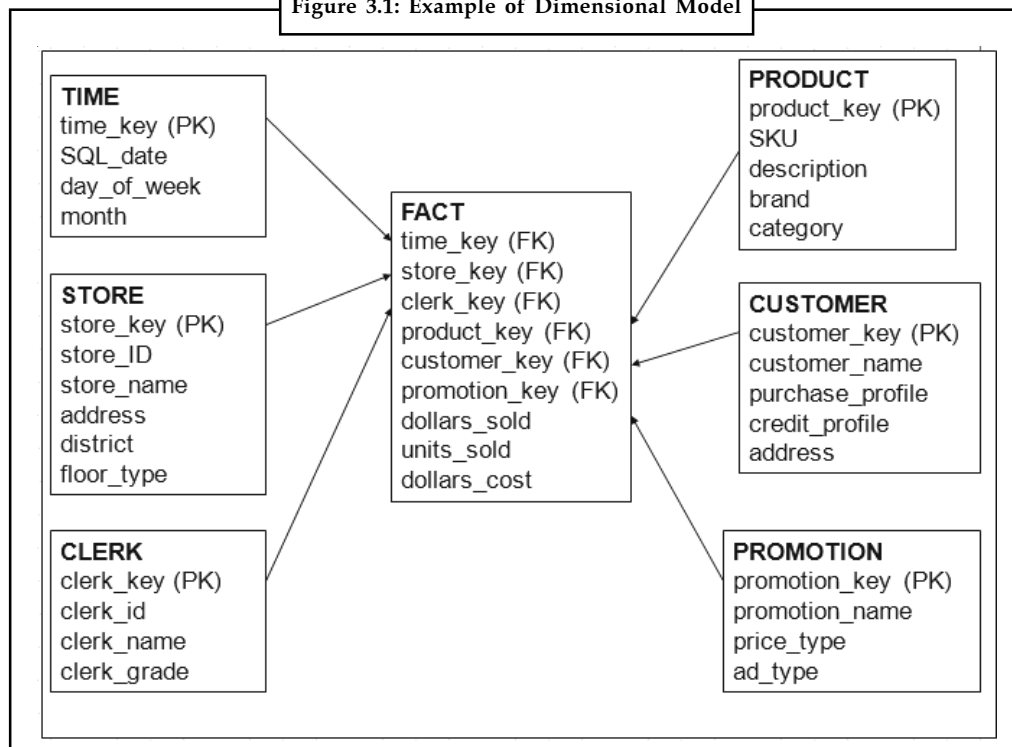 Figure 3.1: Example of Dimensional Model
TIME
time_key (PK)
SQL_date
day_of_week
month
STORE
store_key (PK)
store_ID
store_name
address
district
floor_type
CLERK
clerk_key (PK)
clerk_id
clerk_name
clerk_grade
FACT
time_key (FK)
store_key (FK)
clerk_key (FK)
product_key (FK)
customer_key (FK)
promotion_key (FK)
dollars_sold
units_sold
dollars_cost
PRODUCT
product_key (PK)
SKU
description
brand
category
CUSTOMER
customer_key (PK)
customer_name
purchase_profile
credit_profile
address
PROMOTION
promotion_key (PK)
promotion_name
price_type
ad_type